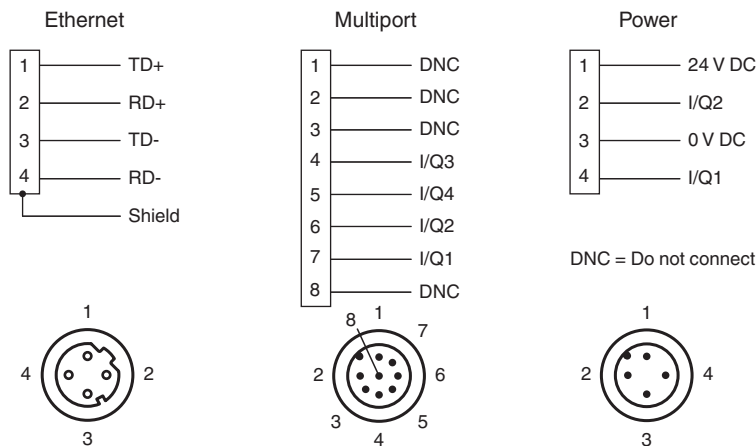 Ethernet
1 TD+
2 RD+
3 TD-
4 RD-
Shield
Multiport
1 DNC
2 DNC
3 DNC
4 I/Q3
5 I/Q4
6 I/Q2
7 I/Q1
8 DNC
Power
1 24 V DC
2 I/Q2
3 0 V DC
4 I/Q1
DNC = Do not connect
1
4 2
3
8 1 7
2 6
3 5
4
1
2 4
3